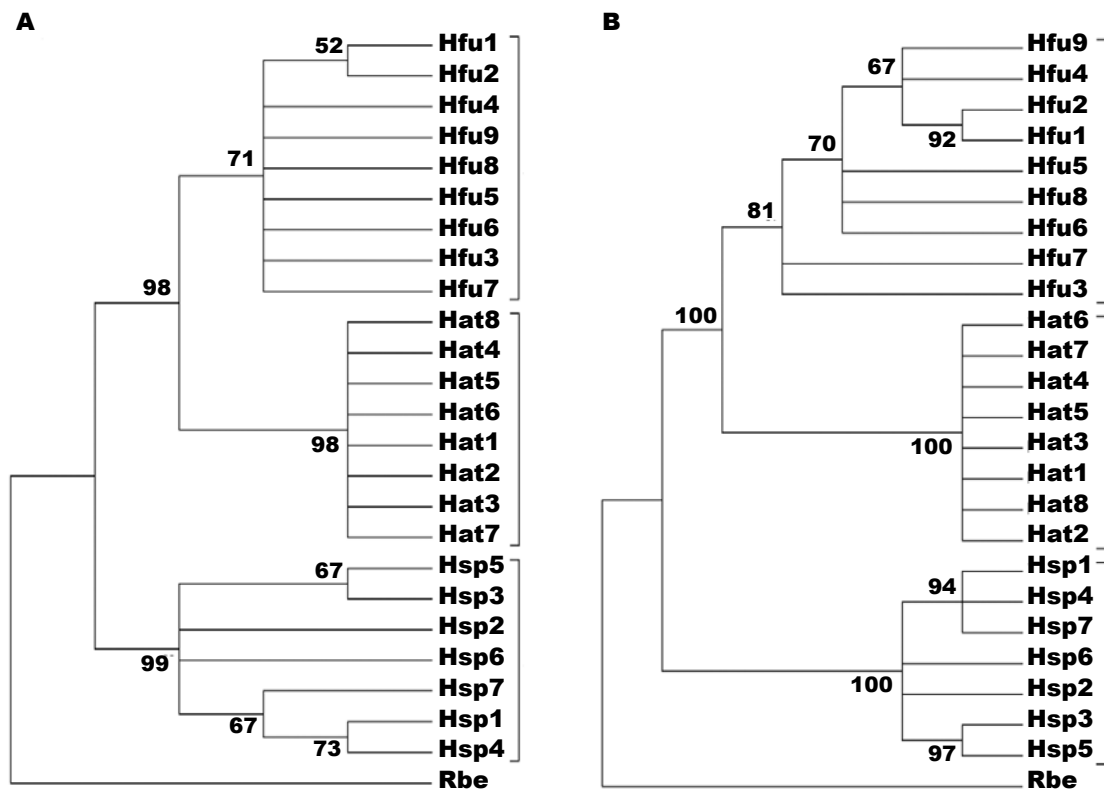 A
52
Hfu1
Hfu2
Hfu4
Hfu9
71
Hfu8
Hfu5
Hfu6
Hfu3
Hfu7
98
Hat8
Hat4
Hat5
Hat6
Hat1
98
Hat2
Hat3
Hat7
67
Hsp5
Hsp3
Hsp2
99
Hsp6
Hsp7
67
Hsp1
73
Hsp4
Rbe
B
Hfu9
67
Hfu4
Hfu2
92
Hfu1
70
Hfu5
Hfu8
81
Hfu6
Hfu7
Hfu3
100
Hat6
Hat7
Hat4
Hat5
100
Hat3
Hat1
Hat8
Hat2
Hsp1
94
Hsp4
Hsp7
Hsp6
100
Hsp2
Hsp3
97
Hsp5
Rbe